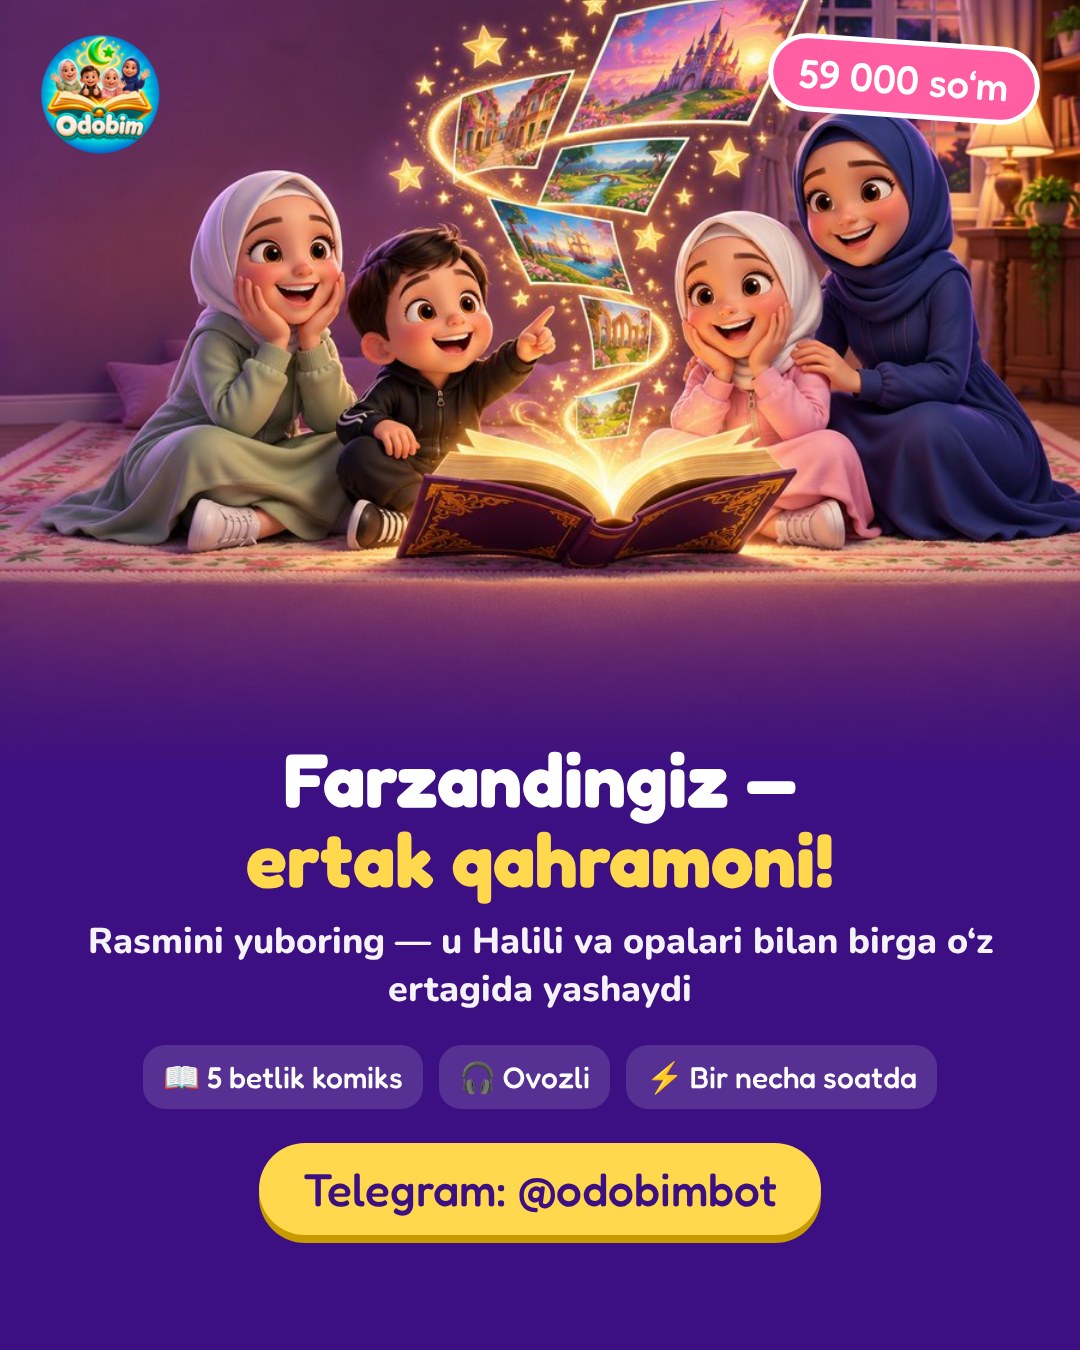 Odobim
59 000 so‘m
Farzandingiz —
ertak qahramoni!
Rasmini yuboring — u Halili va opalari bilan birga o‘z
ertagida yashaydi
📖 5 betlik komiks
🎧 Ovozli
⚡ Bir necha soatda
Telegram: @odobimbot